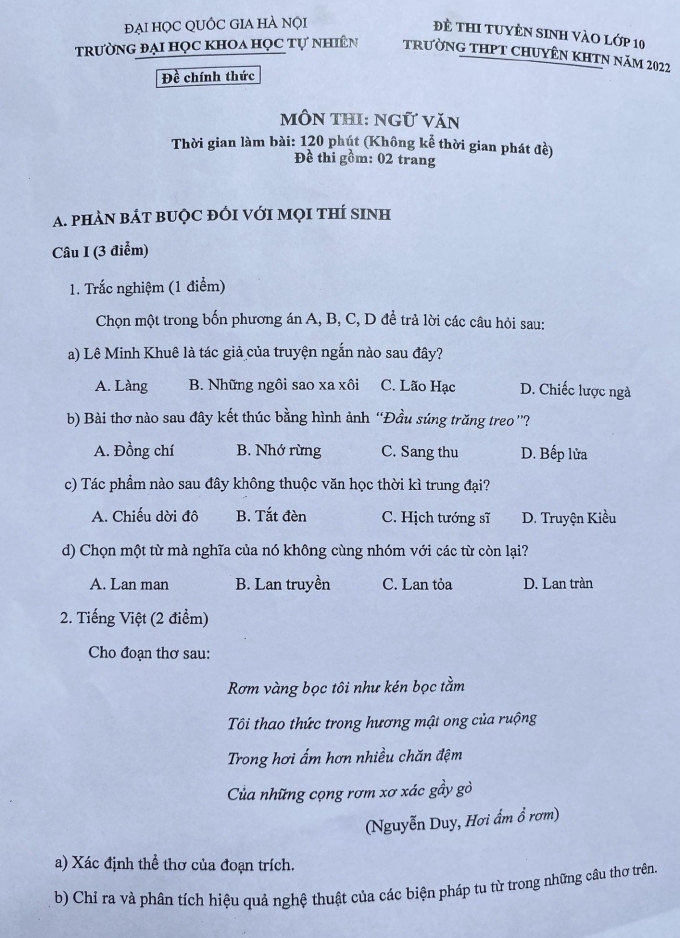 ĐẠI HỌC QUỐC GIA HÀ NỘI
TRƯỜNG ĐẠI HỌC KHOA HỌC TỰ NHIÊN
Đề chính thức
ĐỀ THI TUYỂN SINH VÀO LỚP 10
TRƯỜNG THPT CHUYÊN KHTN NĂM 2022
MÔN THI: NGỮ VĂN
Thời gian làm bài: 120 phút (Không kể thời gian phát đề)
Đề thi gồm: 02 trang
A. PHẦN BẮT BUỘC ĐỐI VỚI MỌI THÍ SINH
Câu I (3 điểm)
1. Trắc nghiệm (1 điểm)
Chọn một trong bốn phương án A, B, C, D để trả lời các câu hỏi sau:
a) Lê Minh Khuê là tác giả của truyện ngắn nào sau đây?
A. Làng B. Những ngôi sao xa xôi C. Lão Hạc D. Chiếc lược ngà
b) Bài thơ nào sau đây kết thúc bằng hình ảnh "Đầu súng trăng treo"?
A. Đồng chí B. Nhớ rừng C. Sang thu D. Bếp lửa
c) Tác phẩm nào sau đây không thuộc văn học thời kì trung đại?
A. Chiếu dời đô B. Tắt đèn C. Hịch tướng sĩ D. Truyện Kiều
d) Chọn một từ mà nghĩa của nó không cùng nhóm với các từ còn lại?
A. Lan man B. Lan truyền C. Lan tỏa D. Lan tràn
2. Tiếng Việt (2 điểm)
Cho đoạn thơ sau:
Rơm vàng bọc tôi như kén bọc tằm
Tôi thao thức trong hương mật ong của ruộng
Trong hơi ấm hơn nhiều chăn đệm
Của những cọng rơm xơ xác gầy gò
(Nguyễn Duy, Hơi ấm ổ rơm)
a) Xác định thể thơ của đoạn trích.
b) Chỉ ra và phân tích hiệu quả nghệ thuật của các biện pháp tu từ trong những câu thơ trên.